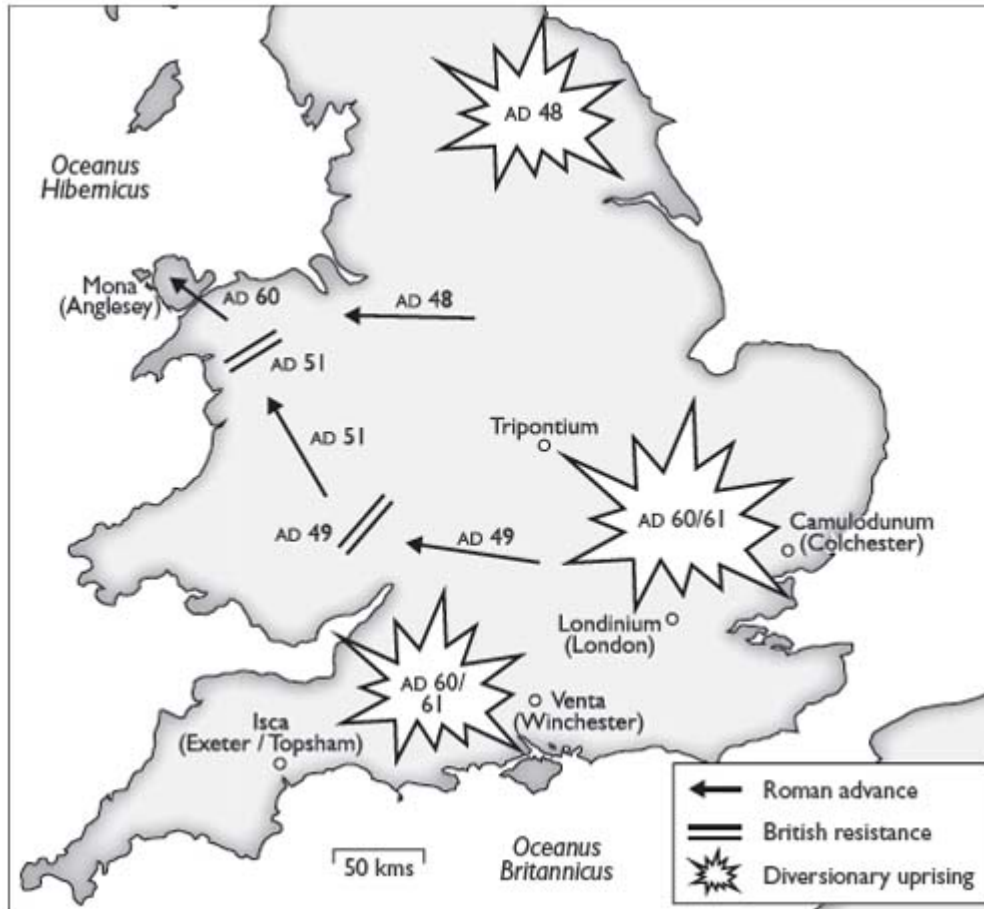 AD 48
Oceanus
Hibernicus
Mona
(Anglesey)
AD 60
AD 48
AD 51
AD 51
Tripontium
AD 49
AD 49
AD 60/61
Camulodunum
(Colchester)
Londinium
(London)
AD 60/
61
Venta
(Winchester)
Isca
(Exeter / Topsham)
50 kms
Oceanus
Britannicus
Roman advance
British resistance
Diversionary uprising